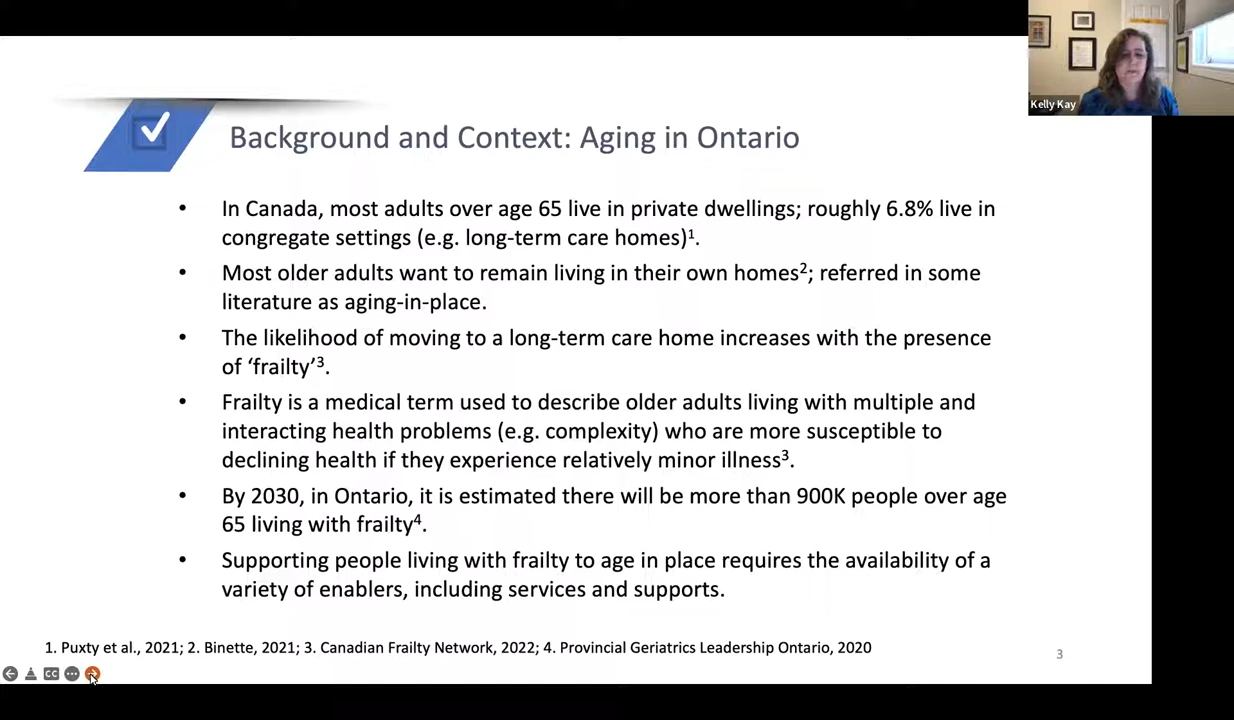 Kelly Kay
Background and Context: Aging in Ontario
• In Canada, most adults over age 65 live in private dwellings; roughly 6.8% live in
congregate settings (e.g. long-term care homes)¹.
• Most older adults want to remain living in their own homes²; referred in some
literature as aging-in-place.
• The likelihood of moving to a long-term care home increases with the presence
of ‘frailty’³.
• Frailty is a medical term used to describe older adults living with multiple and
interacting health problems (e.g. complexity) who are more susceptible to
declining health if they experience relatively minor illness³.
• By 2030, in Ontario, it is estimated there will be more than 900K people over age
65 living with frailty⁴.
• Supporting people living with frailty to age in place requires the availability of a
variety of enablers, including services and supports.
1. Puxty et al., 2021; 2. Binette, 2021; 3. Canadian Frailty Network, 2022; 4. Provincial Geriatrics Leadership Ontario, 2020
3
CC